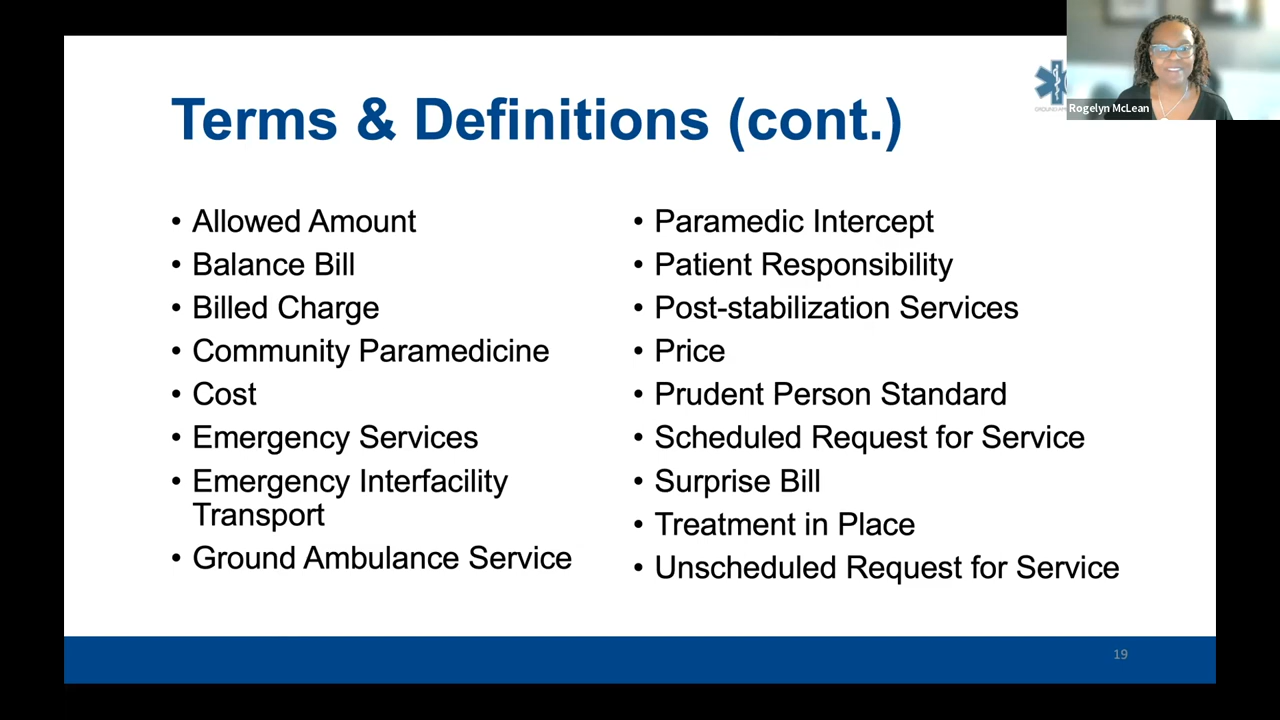 Terms & Definitions (cont.)
Rogelyn McLean
• Allowed Amount
• Balance Bill
• Billed Charge
• Community Paramedicine
• Cost
• Emergency Services
• Emergency Interfacility
Transport
• Ground Ambulance Service
• Paramedic Intercept
• Patient Responsibility
• Post-stabilization Services
• Price
• Prudent Person Standard
• Scheduled Request for Service
• Surprise Bill
• Treatment in Place
• Unscheduled Request for Service
19